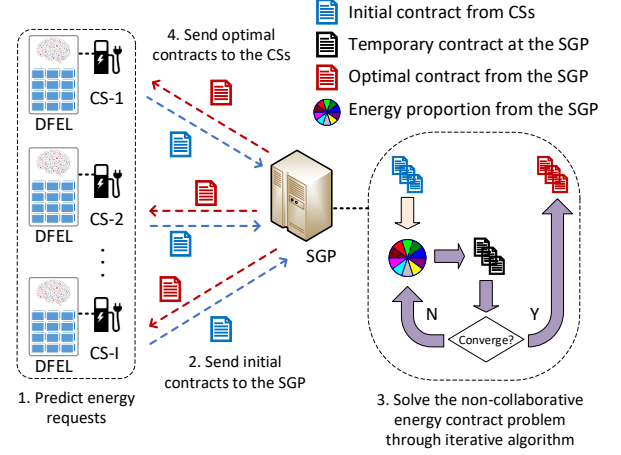 Initial contract from CSs
Temporary contract at the SGP
Optimal contract from the SGP
Energy proportion from the SGP
4. Send optimal
contracts to the CSs
CS-1
DFEL
CS-2
DFEL
CS-I
DFEL
SGP
N
Y
Converge?
2. Send initial
contracts to the SGP
1. Predict energy
requests
3. Solve the non-collaborative
energy contract problem
through iterative algorithm